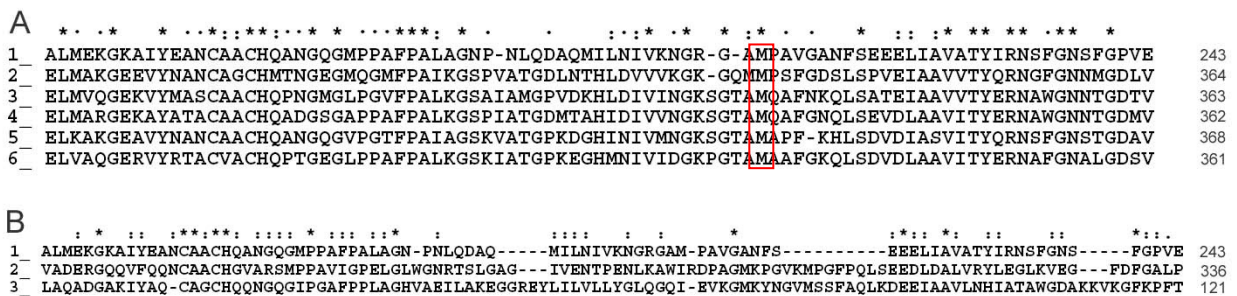 A
* . . * * . * * : : * * . * * . * * * * : * . * . . : : * . * * . * . * : : : * * . * * * * * *
1_ ALMEKGKAIYEANCAACHQANGQGMPPAFPALAGNP-NLQDAQMILNIVKNGR-G-AMPAVGANFSEEELIAVATYIRNSFGNSFGPVE 243
2_ ELMAKGEEVYNANCAGCHMTNGEGMQGMFPAIKGSPVATGDLNTHLDVVVKGK-GQMMPSFGDSLSPVEIAAVVTYQRNGFGNNMGDLV 364
3_ ELMVQGEKVYMASCAACHQPNGMGLPGVFPALKGSAIAMGPVDKHLDIVINGKSGTAMQAFNKQLSATEIAAVVTYERNAWGNNTGDTV 363
4_ ELMARGEKAYATACAACHQADGSGAPPAFPALKGSPIATGDMTAHIDIVVNGKSGTAMQAFGNQLSEVEIAAVITYERNAWGNNTGDMV 362
5_ ELKAKGEAVYNANCAACHQANGQGVPGTFPAIAGSKVATGPKDGHINIVMNGKSGTAMAPF-KHLSDVDIASVITYQRNSFGNSTGDAV 368
6_ ELVAQGERVYRTACVACHQPTGEGLPPAFPALKGSKIATGPKEGHMNIVIDGKPGTAMAAFGKQLSDVDLAAVITYERNAFGNALGDSV 361
B
: * : : : * * : * * : : : : : : * : : : : : : * : * : : : : : : * : : .
1_ ALMEKGKAIYEANCAACHQANGQGMPPAFPALAGN-PNLQDAQ-----MILNIVKNGRGAM-PAVGANFS----------EEELIAVATYIRNSFGNS-----FGPVE 243
2_ VADERGQQVFQQNCAACHGVARSMPPAVIGPELGLWGNRTSLGAG---IVENTPENLKAWIRDPAGMKPGVKMPGFPQLSEEDLDALVRYLEGLKVEG---FDFGALP 336
3_ LAQADGAKIYAQ-CAGCHQQNGQGIPGAFPPLAGHVAEILAKEGGREYLILVLLYGLQGQI-EVKGMKYNGVMSSFAQLKDEEIAAVLNHIATAWGDAKKVKGFKPFT 121